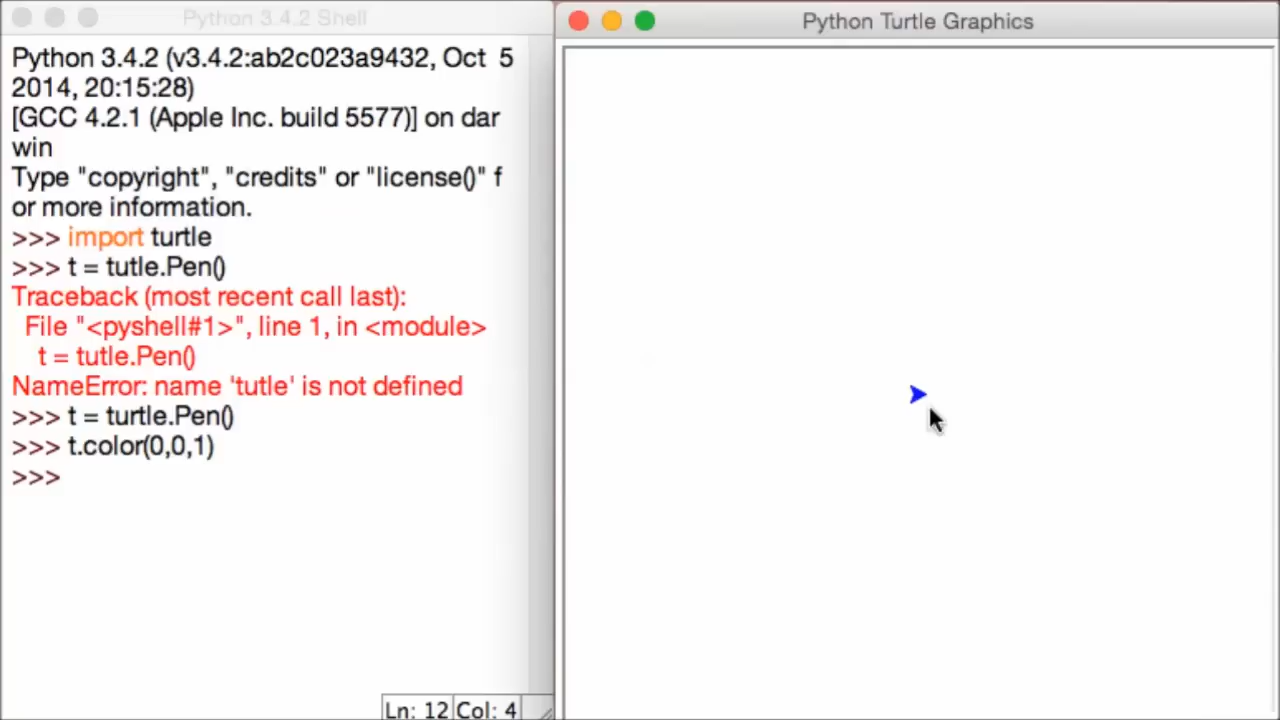 Python 3.4.2 Shell
Python 3.4.2 (v3.4.2:ab2c023a9432, Oct  5
2014, 20:15:28)
[GCC 4.2.1 (Apple Inc. build 5577)] on dar
win
Type "copyright", "credits" or "license()" f
or more information.
>>> import turtle
>>> t = tutle.Pen()
Traceback (most recent call last):
  File "<pyshell#1>", line 1, in <module>
    t = tutle.Pen()
NameError: name 'tutle' is not defined
>>> t = turtle.Pen()
>>> t.color(0,0,1)
>>>
Ln: 12 Col: 4
Python Turtle Graphics